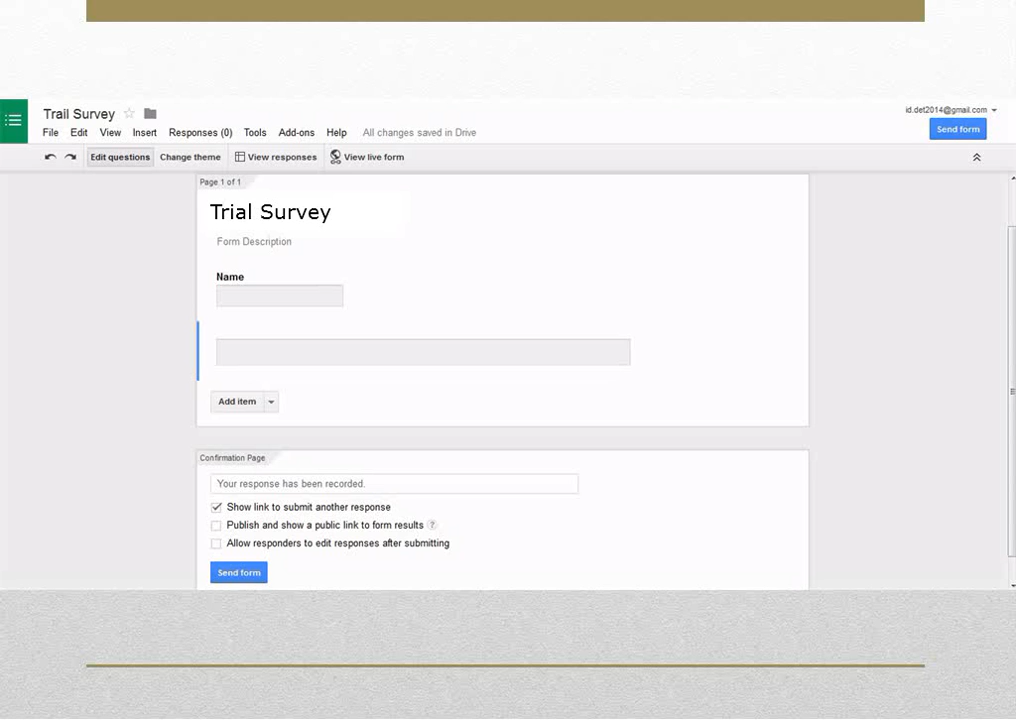 Trail Survey
id.det2014@gmail.com
File Edit View Insert Responses (0) Tools Add-ons Help All changes saved in Drive
Send form
Edit questions Change theme View responses View live form
Page 1 of 1
Trial Survey
Form Description
Name
Add item
Confirmation Page
Your response has been recorded.
Show link to submit another response
Publish and show a public link to form results ?
Allow responders to edit responses after submitting
Send form